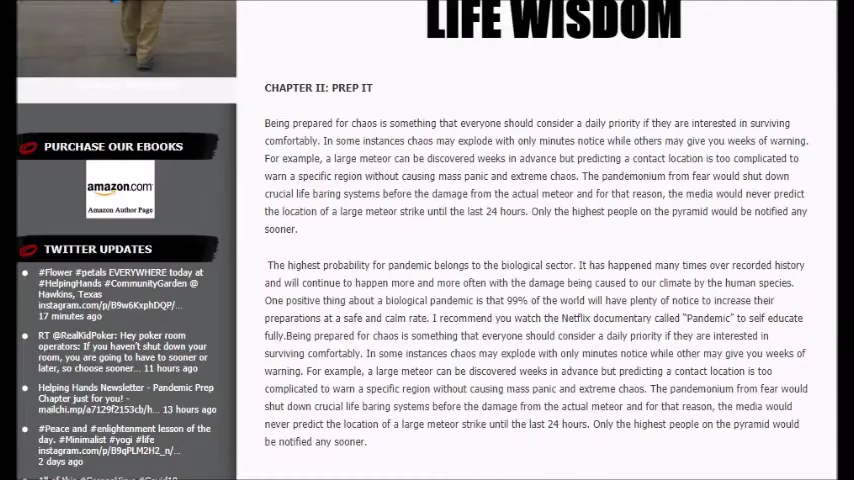 LIFE WISDOM
CHAPTER II: PREP IT
Being prepared for chaos is something that everyone should consider a daily priority if they are interested in surviving
comfortably. In some instances chaos may explode with only minutes notice while others may give you weeks of warning.
For example, a large meteor can be discovered weeks in advance but predicting a contact location is too complicated to
warn a specific region without causing mass panic and extreme chaos. The pandemonium from fear would shut down
crucial life baring systems before the damage from the actual meteor and for that reason, the media would never predict
the location of a large meteor strike until the last 24 hours. Only the highest people on the pyramid would be notified any
sooner.
The highest probability for pandemic belongs to the biological sector. It has happened many times over recorded history
and will continue to happen more and more often with the damage being caused to our climate by the human species.
One positive thing about a biological pandemic is that 99% of the world will have plenty of notice to increase their
preparations at a safe and calm rate. I recommend you watch the Netflix documentary called "Pandemic" to self educate
fully.Being prepared for chaos is something that everyone should consider a daily priority if they are interested in
surviving comfortably. In some instances chaos may explode with only minutes notice while other may give you weeks of
warning. For example, a large meteor can be discovered weeks in advance but predicting a contact location is too
complicated to warn a specific region without causing mass panic and extreme chaos. The pandemonium from fear would
shut down crucial life baring systems before the damage from the actual meteor and for that reason, the media would
never predict the location of a large meteor strike until the last 24 hours. Only the highest people on the pyramid would
be notified any sooner.
PURCHASE OUR EBOOKS
amazon.com
Amazon Author Page
TWITTER UPDATES
#Flower #petals EVERYWHERE today at
#HelpingHands #CommunityGarden @
Hawkins, Texas
instagram.com/p/B9w6KxphDQP/…
17 minutes ago
RT @RealKidPoker: Hey poker room
operators: If you haven't shut down your
room, you are going to have to sooner or
later, so choose sooner… 11 hours ago
Helping Hands Newsletter - Pandemic Prep
Chapter just for you! -
mailchi.mp/a7129f2153cb/h… 13 hours ago
#Peace and #enlightenment lesson of the
day. #Minimalist #yogi #life
instagram.com/p/B9qPLM2H2_n/…
2 days ago